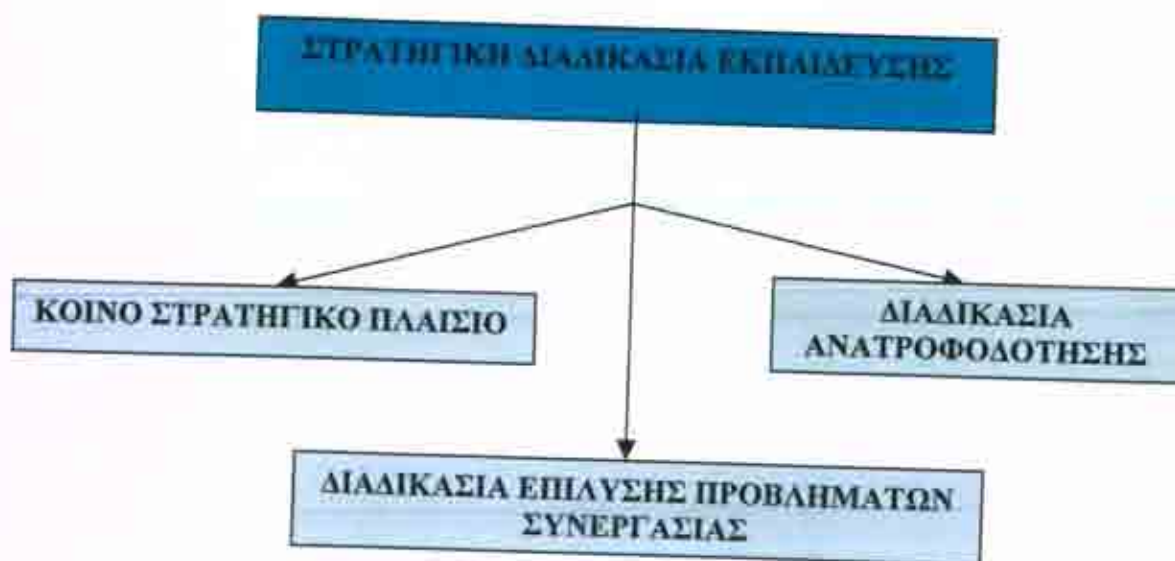 ΣΤΡΑΤΗΓΙΚΗ ΔΙΑΔΙΚΑΣΙΑ ΕΚΠΑΙΔΕΥΣΗΣ
ΚΟΙΝΟ ΣΤΡΑΤΗΓΙΚΟ ΠΛΑΙΣΙΟ
ΔΙΑΔΙΚΑΣΙΑ
ΑΝΑΤΡΟΦΟΔΟΤΗΣΗΣ
ΔΙΑΔΙΚΑΣΙΑ ΕΠΙΛΥΣΗΣ ΠΡΟΒΛΗΜΑΤΩΝ
ΣΥΝΕΡΓΑΣΙΑΣ